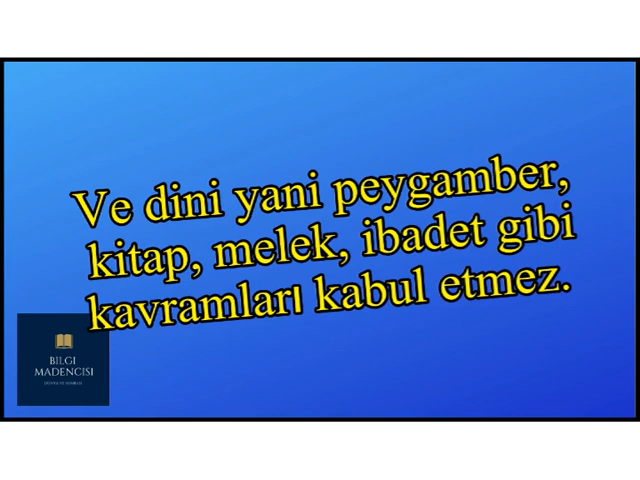 Ve dini yani peygamber,
kitap, melek, ibadet gibi
kavramları kabul etmez.
BILGI
MADENCISI